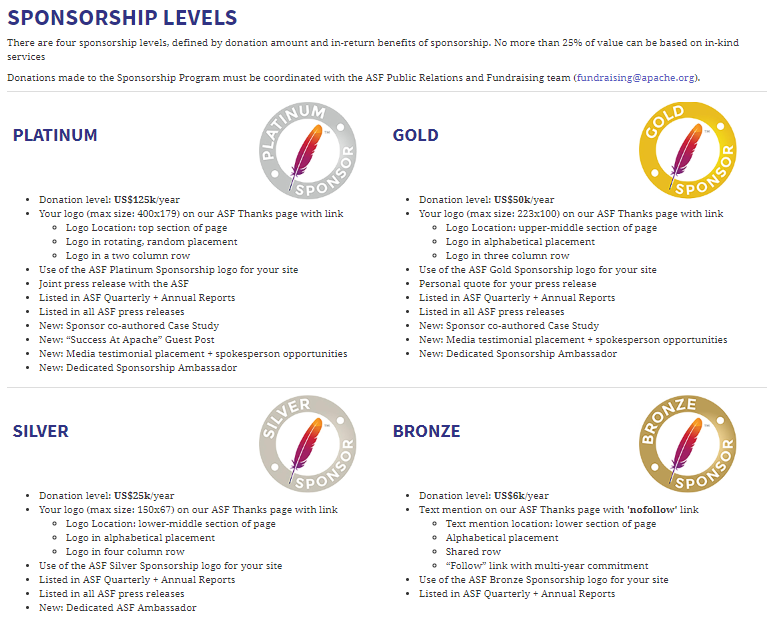 SPONSORSHIP LEVELS
There are four sponsorship levels, defined by donation amount and in-return benefits of sponsorship. No more than 25% of value can be based on in-kind
services
Donations made to the Sponsorship Program must be coordinated with the ASF Public Relations and Fundraising team (fundraising@apache.org).
PLATINUM
PLATINUM SPONSOR ™
Donation level: US$125k/year
Your logo (max size: 400x179) on our ASF Thanks page with link
Logo Location: top section of page
Logo in rotating, random placement
Logo in a two column row
Use of the ASF Platinum Sponsorship logo for your site
Joint press release with the ASF
Listed in ASF Quarterly + Annual Reports
Listed in all ASF press releases
New: Sponsor co-authored Case Study
New: “Success At Apache” Guest Post
New: Media testimonial placement + spokesperson opportunities
New: Dedicated Sponsorship Ambassador
GOLD
GOLD SPONSOR ™
Donation level: US$50k/year
Your logo (max size: 223x100) on our ASF Thanks page with link
Logo Location: upper-middle section of page
Logo in alphabetical placement
Logo in three column row
Use of the ASF Gold Sponsorship logo for your site
Personal quote for your press release
Listed in ASF Quarterly + Annual Reports
Listed in all ASF press releases
New: Sponsor co-authored Case Study
New: Media testimonial placement + spokesperson opportunities
New: Dedicated Sponsorship Ambassador
SILVER
SILVER SPONSOR ™
Donation level: US$25k/year
Your logo (max size: 150x67) on our ASF Thanks page with link
Logo Location: lower-middle section of page
Logo in alphabetical placement
Logo in four column row
Use of the ASF Silver Sponsorship logo for your site
Listed in ASF Quarterly + Annual Reports
Listed in all ASF press releases
New: Dedicated ASF Ambassador
BRONZE
BRONZE SPONSOR ™
Donation level: US$6k/year
Text mention on our ASF Thanks page with 'nofollow' link
Text mention location: lower section of page
Alphabetical placement
Shared row
“Follow” link with multi-year commitment
Use of the ASF Bronze Sponsorship logo for your site
Listed in ASF Quarterly + Annual Reports